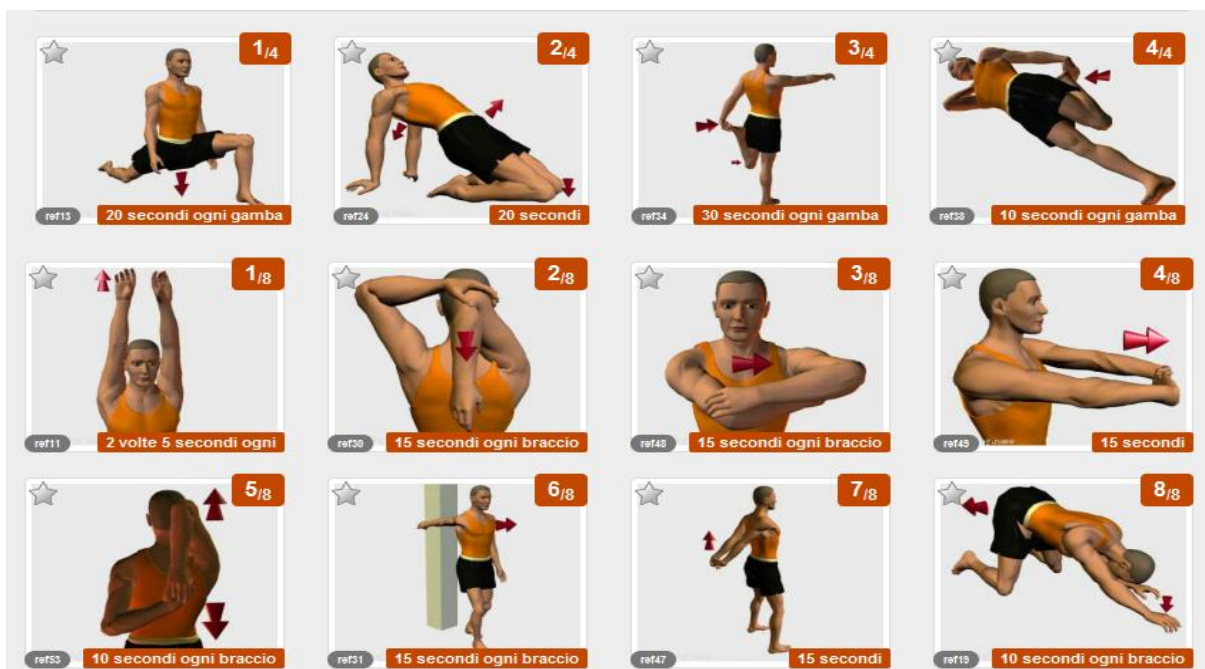 1/4
ref13
20 secondi ogni gamba
2/4
ref24
20 secondi
3/4
ref34
30 secondi ogni gamba
4/4
ref38
10 secondi ogni gamba
1/8
ref11
2 volte 5 secondi ogni
2/8
ref30
15 secondi ogni braccio
3/8
ref48
15 secondi ogni braccio
4/8
ref49
15 secondi
5/8
ref53
10 secondi ogni braccio
6/8
ref31
15 secondi ogni braccio
7/8
ref47
15 secondi
8/8
ref19
10 secondi ogni braccio